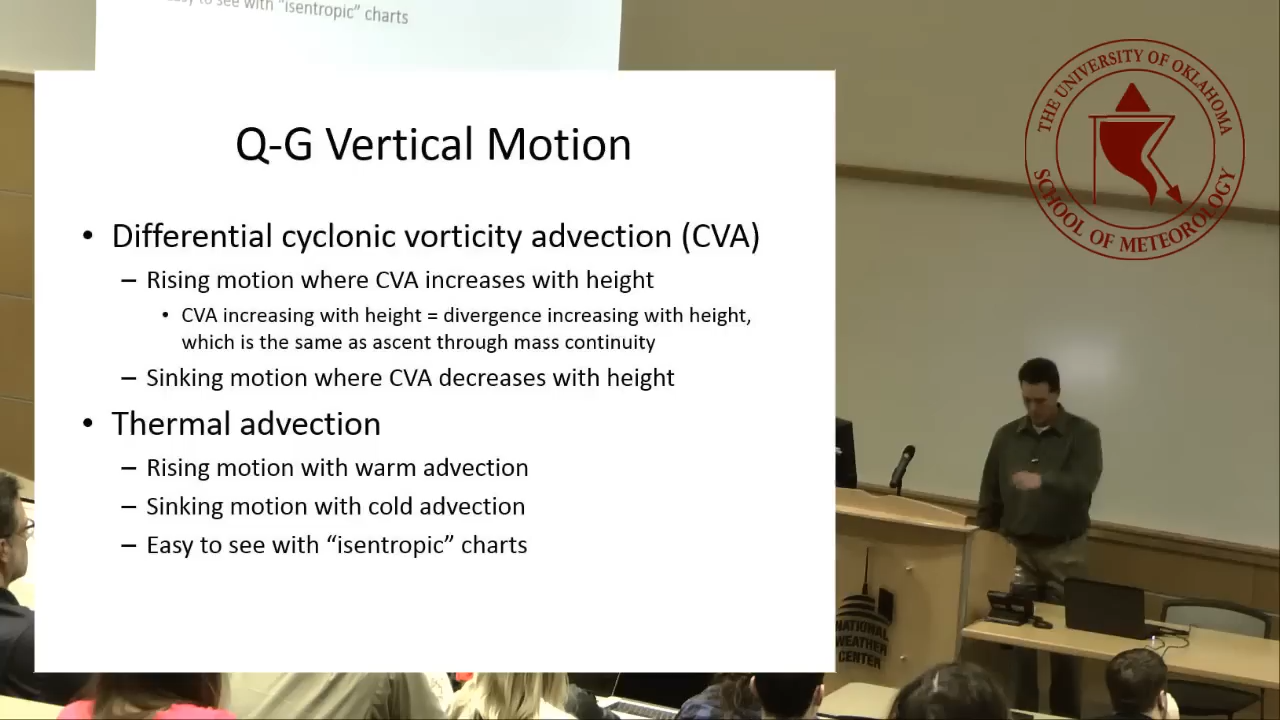 Easy to see with “isentropic” charts
Q-G Vertical Motion
• Differential cyclonic vorticity advection (CVA)
– Rising motion where CVA increases with height
• CVA increasing with height = divergence increasing with height,
which is the same as ascent through mass continuity
– Sinking motion where CVA decreases with height
• Thermal advection
– Rising motion with warm advection
– Sinking motion with cold advection
– Easy to see with “isentropic” charts
THE UNIVERSITY OF OKLAHOMA
SCHOOL OF METEOROLOGY
NATIONAL
WEATHER
CENTER